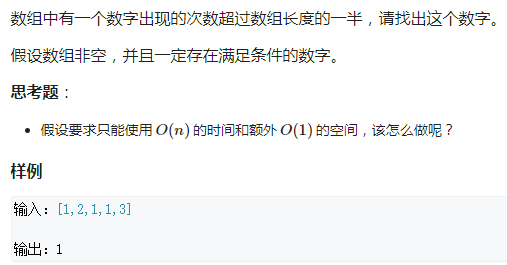 数组中有一个数字出现的次数超过数组长度的一半，请找出这个数字。
假设数组非空，并且一定存在满足条件的数字。
思考题：
• 假设要求只能使用 O(n) 的时间和额外 O(1) 的空间，该怎么做呢？
样例
输入：[1,2,1,1,3]
输出：1